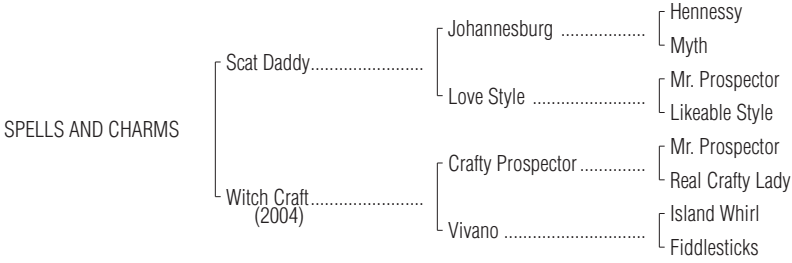 Hennessy
Johannesburg ..................
Myth
Scat Daddy.......................
Mr. Prospector
Love Style .......................
Likeable Style
SPELLS AND CHARMS
Mr. Prospector
Crafty Prospector .............
Real Crafty Lady
Witch Craft.......................
(2004)
Island Whirl
Vivano .............................
Fiddlesticks